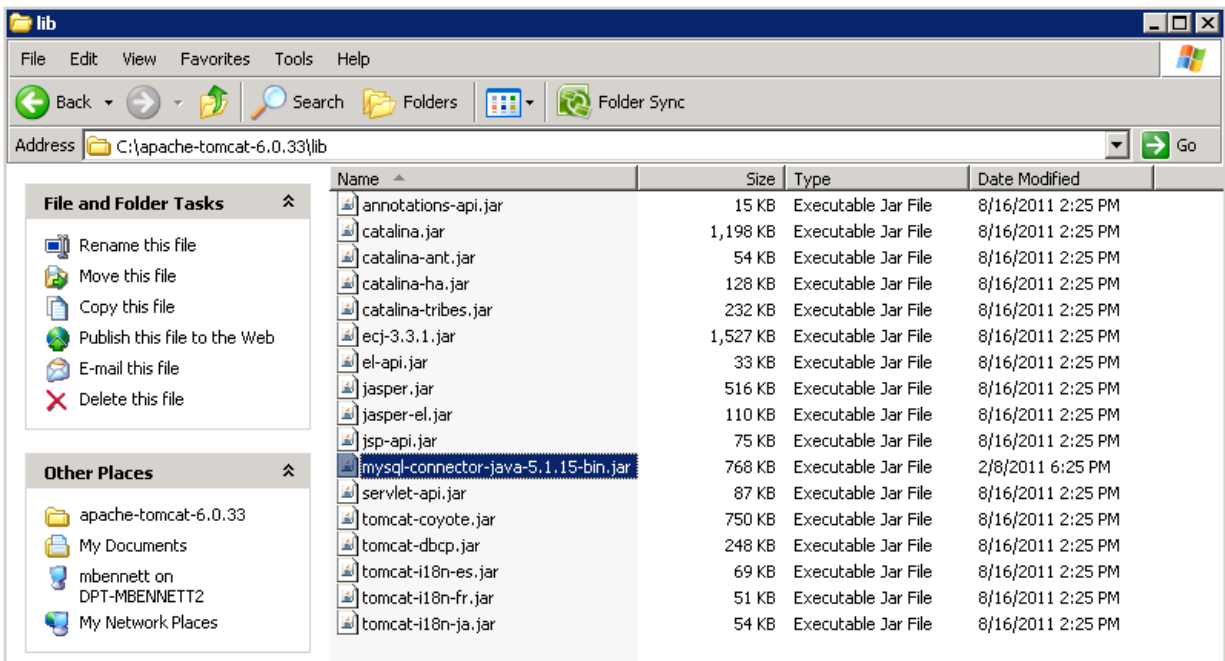 lib
File Edit View Favorites Tools Help
Back Search Folders Folder Sync
Address C:\apache-tomcat-6.0.33\lib Go
File and Folder Tasks
Rename this file
Move this file
Copy this file
Publish this file to the Web
E-mail this file
Delete this file
Other Places
apache-tomcat-6.0.33
My Documents
mbennett on
DPT-MBENNETT2
My Network Places
Name Size Type Date Modified
annotations-api.jar 15 KB Executable Jar File 8/16/2011 2:25 PM
catalina.jar 1,198 KB Executable Jar File 8/16/2011 2:25 PM
catalina-ant.jar 54 KB Executable Jar File 8/16/2011 2:25 PM
catalina-ha.jar 128 KB Executable Jar File 8/16/2011 2:25 PM
catalina-tribes.jar 232 KB Executable Jar File 8/16/2011 2:25 PM
ecj-3.3.1.jar 1,527 KB Executable Jar File 8/16/2011 2:25 PM
el-api.jar 33 KB Executable Jar File 8/16/2011 2:25 PM
jasper.jar 516 KB Executable Jar File 8/16/2011 2:25 PM
jasper-el.jar 110 KB Executable Jar File 8/16/2011 2:25 PM
jsp-api.jar 75 KB Executable Jar File 8/16/2011 2:25 PM
mysql-connector-java-5.1.15-bin.jar 768 KB Executable Jar File 2/8/2011 6:25 PM
servlet-api.jar 87 KB Executable Jar File 8/16/2011 2:25 PM
tomcat-coyote.jar 750 KB Executable Jar File 8/16/2011 2:25 PM
tomcat-dbcp.jar 248 KB Executable Jar File 8/16/2011 2:25 PM
tomcat-i18n-es.jar 69 KB Executable Jar File 8/16/2011 2:25 PM
tomcat-i18n-fr.jar 51 KB Executable Jar File 8/16/2011 2:25 PM
tomcat-i18n-ja.jar 54 KB Executable Jar File 8/16/2011 2:25 PM